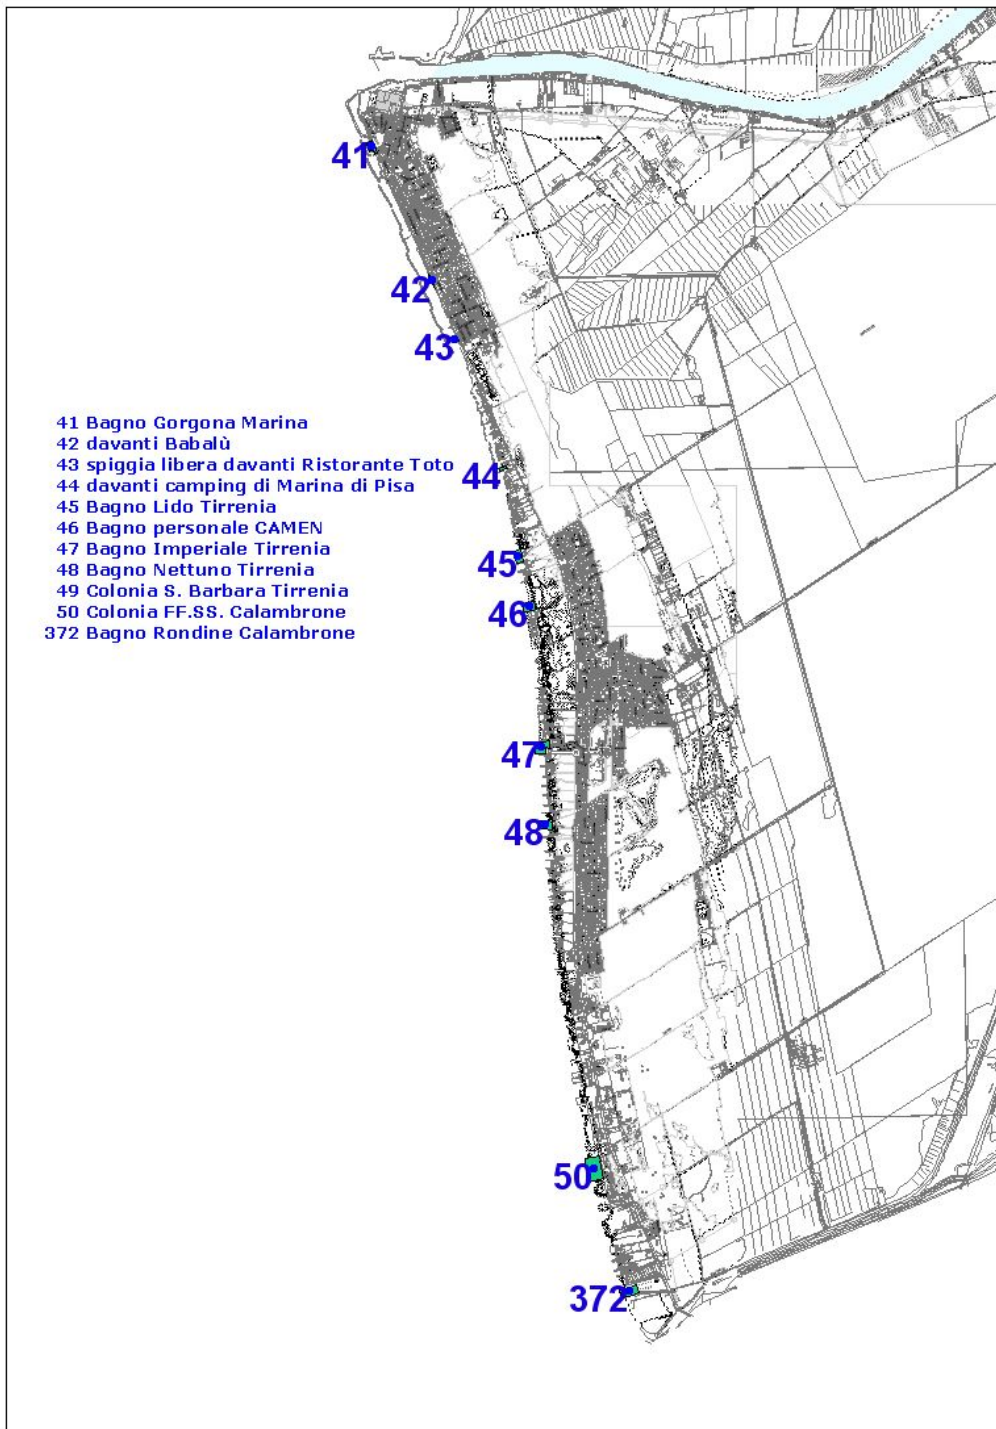 41
42
43
41 Bagno Gorgona Marina
42 davanti Babalù
43 spiggia libera davanti Ristorante Toto
44 davanti camping di Marina di Pisa
45 Bagno Lido Tirrenia
46 Bagno personale CAMEN
47 Bagno Imperiale Tirrenia
48 Bagno Nettuno Tirrenia
49 Colonia S. Barbara Tirrenia
50 Colonia FF.SS. Calambrone
372 Bagno Rondine Calambrone
44
45
46
47
48
50
372